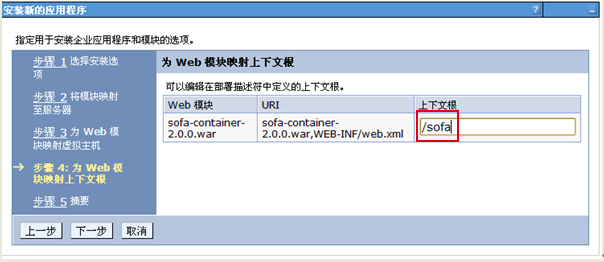 安装新的应用程序
?
指定用于安装企业应用程序和模块的选项。
步骤 1 选择安装选
项
步骤 2 将模块映射
至服务器
步骤 3 为 Web 模
块映射虚拟主机
步骤 4: 为 Web 模
块映射上下文根
步骤 5 摘要
为 Web 模块映射上下文根
可以编辑在部署描述符中定义的上下文根。
Web 模块 URI 上下文根
sofa-container-
2.0.0.war
sofa-container-
2.0.0.war,WEB-INF/web.xml
/sofa
上一步 下一步 取消